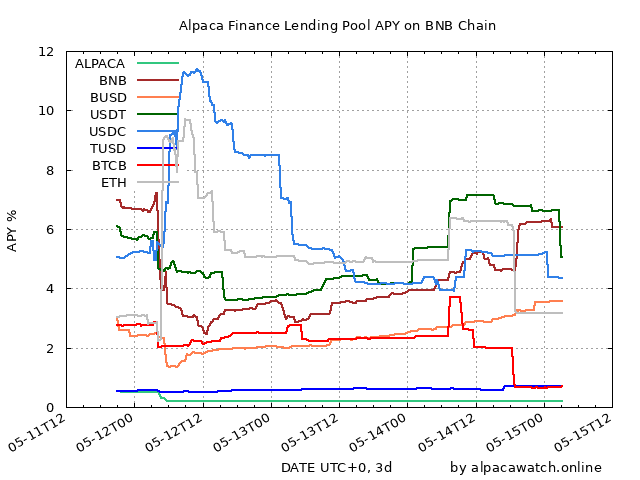 Alpaca Finance Lending Pool APY on BNB Chain
12
10
8
6
4
2
0
APY %
ALPACA
BNB
BUSD
USDT
USDC
TUSD
BTCB
ETH
05-11T12
05-12T00
05-12T12
05-13T00
05-13T12
05-14T00
05-14T12
05-15T00
05-15T12
DATE UTC+0, 3d
by alpacawatch.online